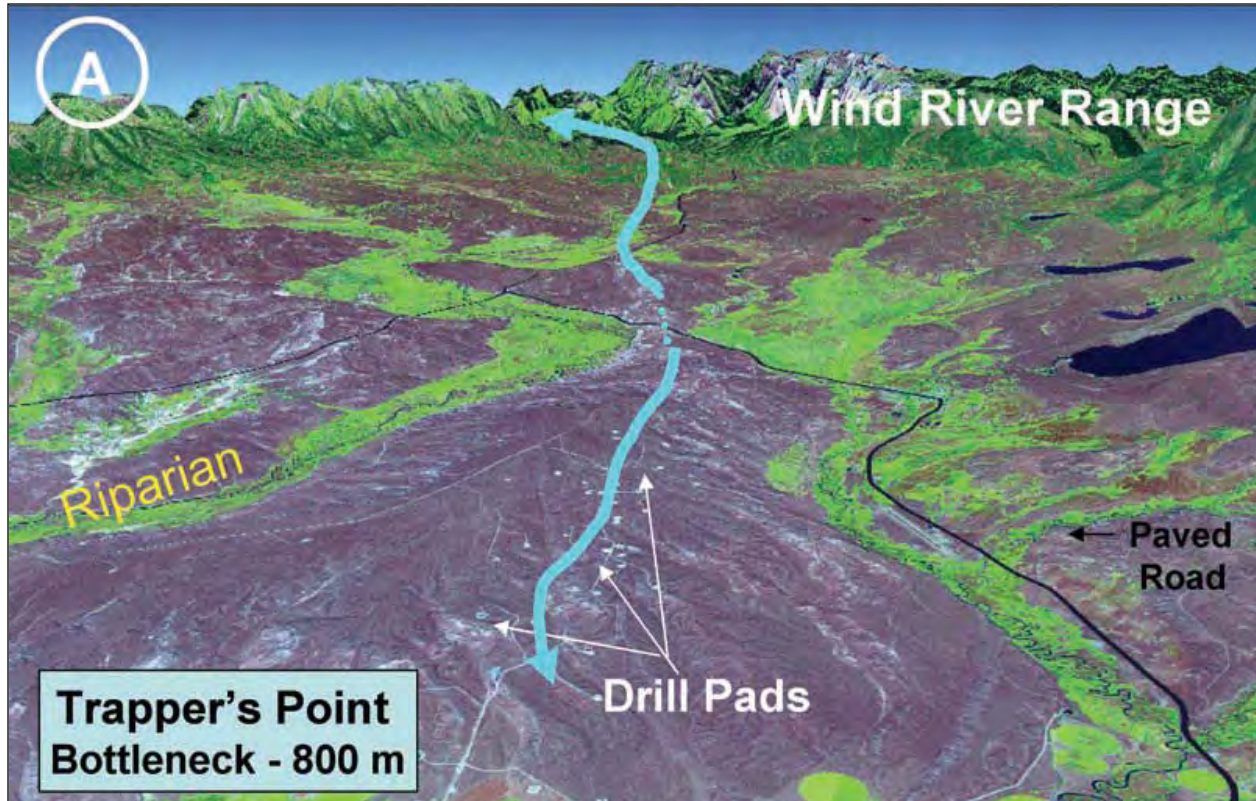 A
Wind River Range
Riparian
Paved
Road
Drill Pads
Trapper's Point
Bottleneck - 800 m